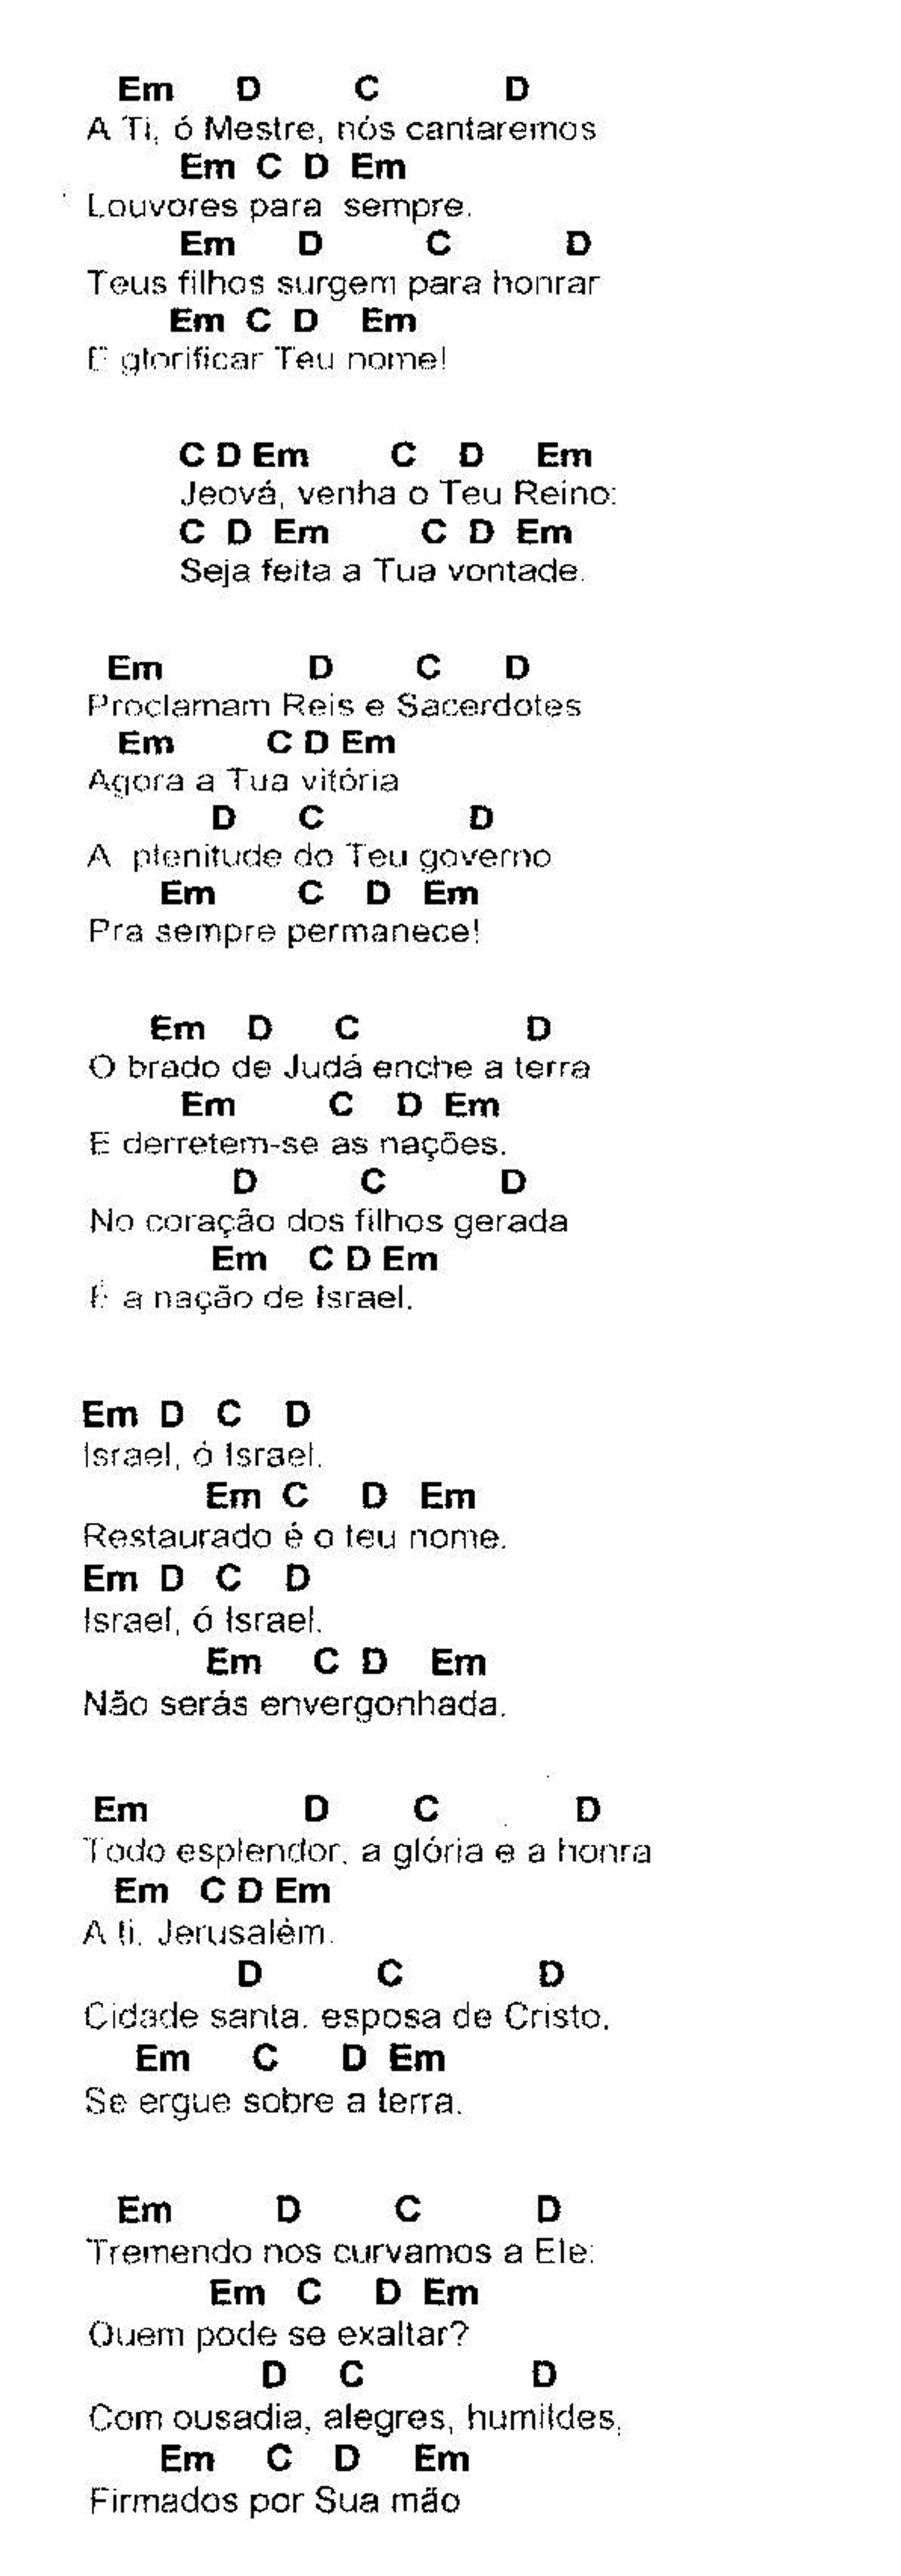 Em D C D
A Ti, ó Mestre, nós cantaremos
Em C D Em
Louvores para sempre.
Em D C D
Teus filhos surgem para honrar
Em C D Em
E glorificar Teu nome!
C D Em C D Em
Jeová, venha o Teu Reino:
C D Em C D Em
Seja feita a Tua vontade.
Em D C D
Proclamam Reis e Sacerdotes
Em C D Em
Agora a Tua vitória
D C D
A plenitude do Teu governo
Em C D Em
Pra sempre permanece!
Em D C D
O brado de Judá enche a terra
Em C D Em
E derretem-se as nações.
D C D
No coração dos filhos gerada
Em C D Em
É a nação de Israel.
Em D C D
Israel, ó Israel.
Em C D Em
Restaurado é o teu nome.
Em D C D
Israel, ó Israel.
Em C D Em
Não serás envergonhada.
Em D C D
Todo esplendor, a glória e a honra
Em C D Em
A ti, Jerusalém.
D C D
Cidade santa, esposa de Cristo,
Em C D Em
Se ergue sobre a terra.
Em D C D
Tremendo nos curvamos a Ele:
Em C D Em
Quem pode se exaltar?
D C D
Com ousadia, alegres, humildes,
Em C D Em
Firmados por Sua mão